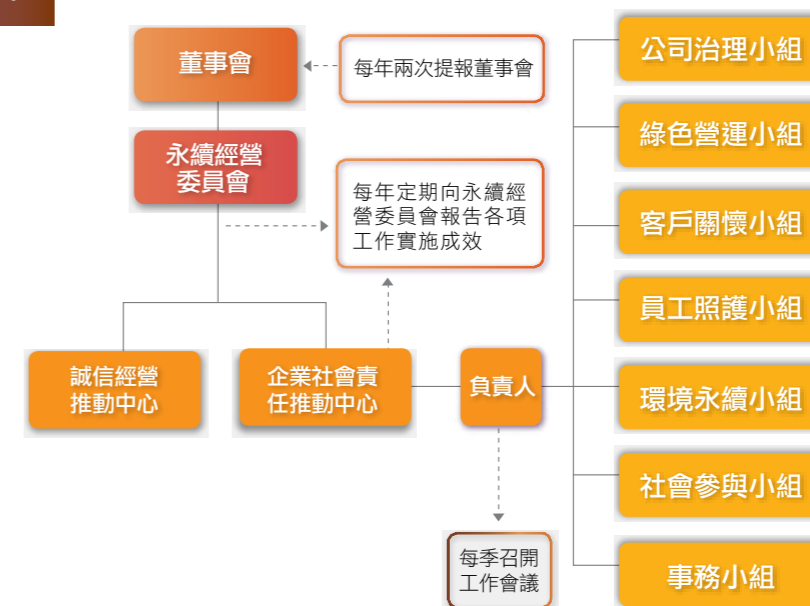 董事會
每年兩次提報董事會
永續經營
委員會
每年定期向永續經
營委員會報告各項
工作實施成效
誠信經營
推動中心
企業社會責
任推動中心
負責人
每季召開
工作會議
公司治理小組
綠色營運小組
客戶關懷小組
員工照護小組
環境永續小組
社會參與小組
事務小組